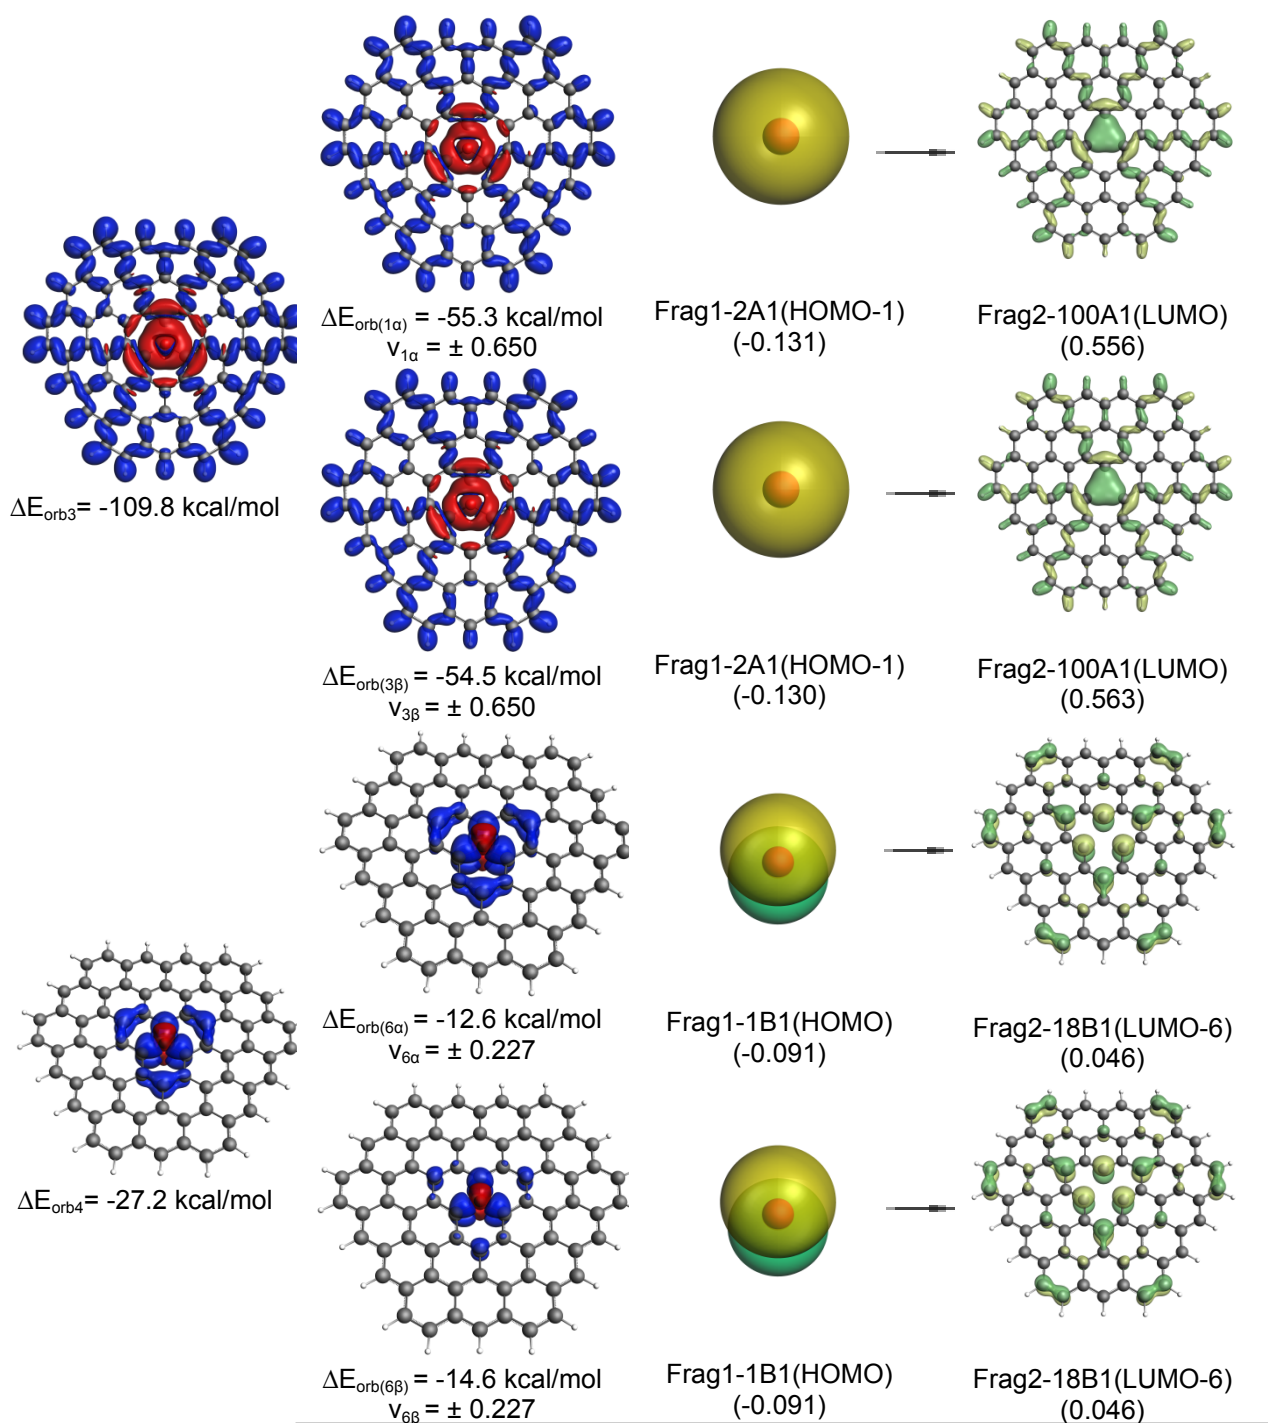 ΔEorb(1α) = -55.3 kcal/mol
v1α = ± 0.650
Frag1-2A1(HOMO-1)
(-0.131)
Frag2-100A1(LUMO)
(0.556)
ΔEorb3= -109.8 kcal/mol
ΔEorb(3β) = -54.5 kcal/mol
v3β = ± 0.650
Frag1-2A1(HOMO-1)
(-0.130)
Frag2-100A1(LUMO)
(0.563)
ΔEorb(6α) = -12.6 kcal/mol
v6α = ± 0.227
Frag1-1B1(HOMO)
(-0.091)
Frag2-18B1(LUMO-6)
(0.046)
ΔEorb4= -27.2 kcal/mol
ΔEorb(6β) = -14.6 kcal/mol
v6β = ± 0.227
Frag1-1B1(HOMO)
(-0.091)
Frag2-18B1(LUMO-6)
(0.046)